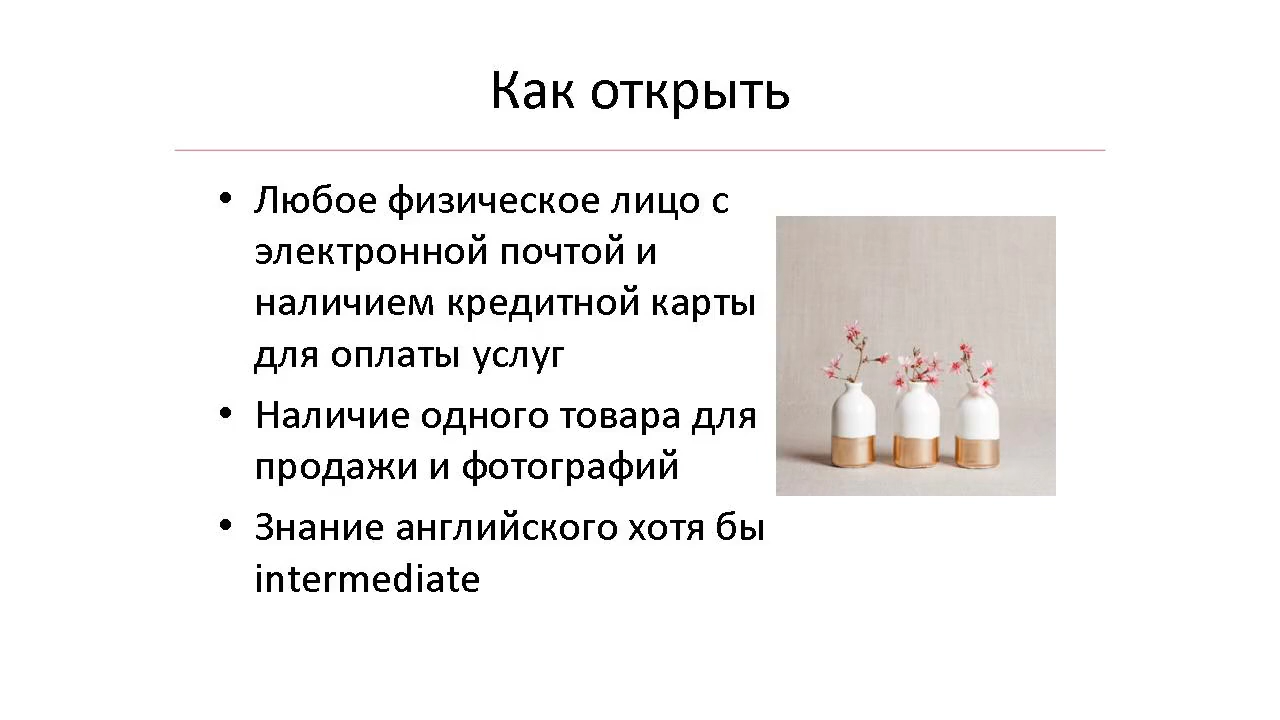 Как открыть
• Любое физическое лицо с
электронной почтой и
наличием кредитной карты
для оплаты услуг
• Наличие одного товара для
продажи и фотографий
• Знание английского хотя бы
intermediate